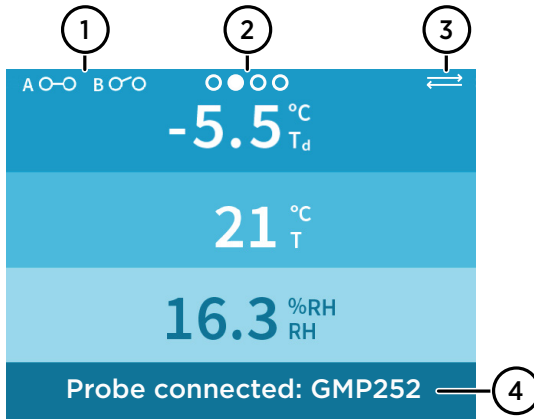 1 2 3
A B
-5.5 °C
Td
21 °C
T
16.3 %RH
RH
Probe connected: GMP252 4